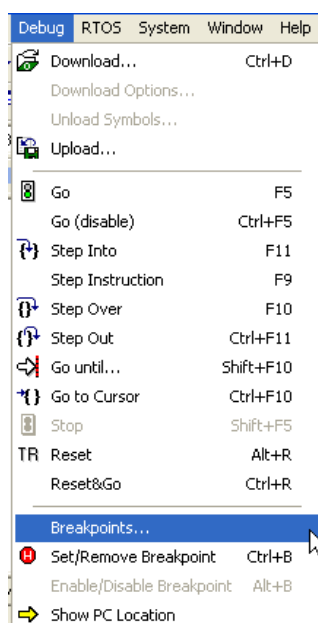 Debug RTOS System Window Help
Download... Ctrl+D
Download Options...
Unload Symbols...
Upload...
Go F5
Go (disable) Ctrl+F5
Step Into F11
Step Instruction F9
Step Over F10
Step Out Ctrl+F11
Go until... Shift+F10
Go to Cursor Ctrl+F10
Stop Shift+F5
TR Reset Alt+R
Reset&Go Ctrl+R
Breakpoints...
H Set/Remove Breakpoint Ctrl+B
Enable/Disable Breakpoint Alt+B
Show PC Location